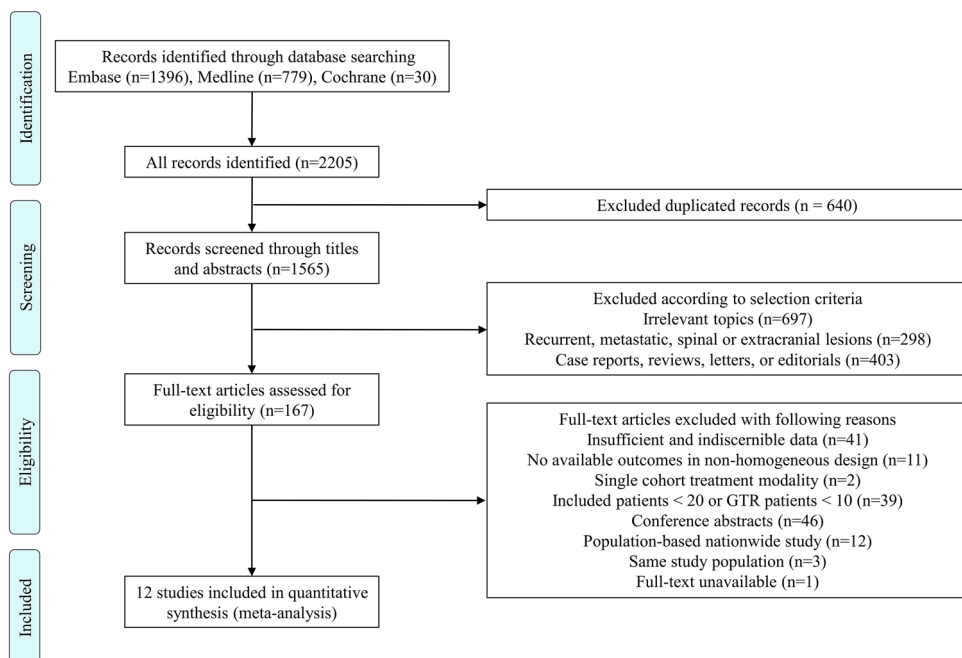 Identification
Records identified through database searching
Embase (n=1396), Medline (n=779), Cochrane (n=30)
All records identified (n=2205)
Excluded duplicated records (n = 640)
Screening
Records screened through titles
and abstracts (n=1565)
Excluded according to selection criteria
Irrelevant topics (n=697)
Recurrent, metastatic, spinal or extracranial lesions (n=298)
Case reports, reviews, letters, or editorials (n=403)
Eligibility
Full-text articles assessed for
eligibility (n=167)
Full-text articles excluded with following reasons
Insufficient and indiscernible data (n=41)
No available outcomes in non-homogeneous design (n=11)
Single cohort treatment modality (n=2)
Included patients < 20 or GTR patients < 10 (n=39)
Conference abstracts (n=46)
Population-based nationwide study (n=12)
Same study population (n=3)
Full-text unavailable (n=1)
Included
12 studies included in quantitative
synthesis (meta-analysis)